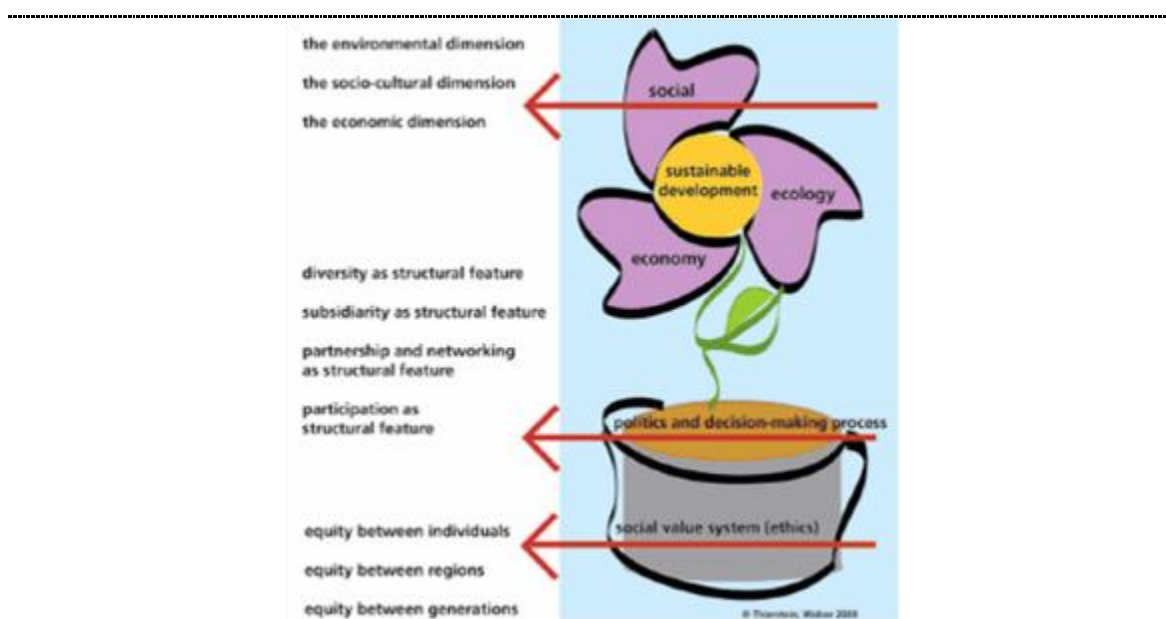 the environmental dimension
the socio-cultural dimension
the economic dimension
social
sustainable
development
ecology
economy
diversity as structural feature
subsidiarity as structural feature
partnership and networking
as structural feature
participation as
structural feature
politics and decision-making process
equity between individuals
social value system (ethics)
equity between regions
equity between generations